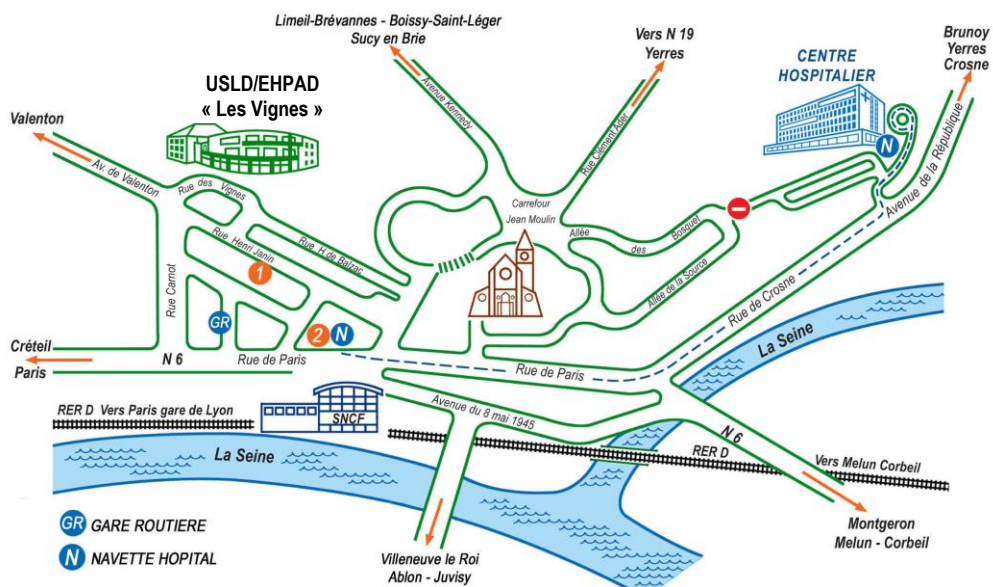 Limeil-Brévannes - Boissy-Saint-Léger
Sucy en Brie
Vers N 19
Yerres
Brunoy
Yerres
Crosne
CENTRE
HOSPITALIER
USLD/EHPAD
« Les Vignes »
Valenton
Av. de Valenton
Avenue Kennedy
Rue Clément Ader
N
Avenue de la République
Rue des Vignes
Carrefour
Jean Moulin
Allée des Bosquet
Rue Henri Janin
Rue H. de Balzac
1
Allée de la Source
Rue Carnot
Rue de Crosne
La Seine
GR
2
N
Créteil
Paris
N 6
Rue de Paris
Rue de Paris
SNCF
Avenue du 8 mai 1945
RER D Vers Paris gare de Lyon
N 6
RER D
La Seine
Vers Melun Corbeil
GR GARE ROUTIERE
N NAVETTE HOPITAL
Villeneuve le Roi
Ablon - Juvisy
Montgeron
Melun - Corbeil